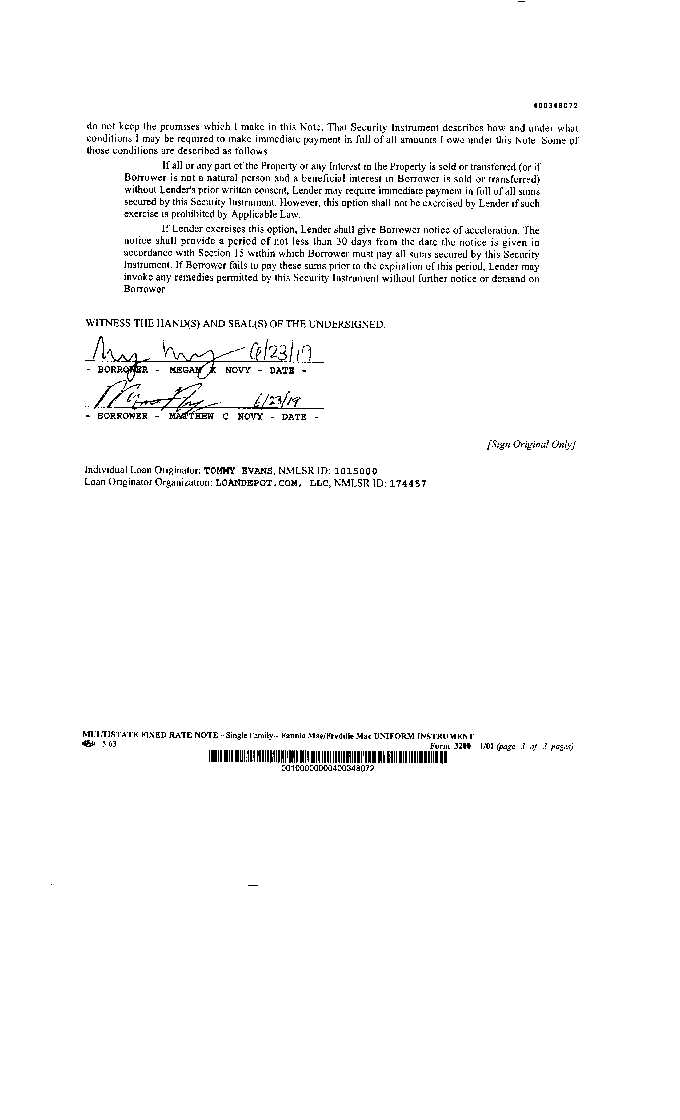 400348072
do not keep the promises which I make in this Note. That Security Instrument describes how and under what
conditions I may be required to make immediate payment in full of all amounts I owe under this Note. Some of
those conditions are described as follows
If all or any part of the Property or any Interest in the Property is sold or transferred (or if
Borrower is not a natural person and a beneficial interest in Borrower is sold or transferred)
without Lender's prior written consent, Lender may require immediate payment in full of all sums
secured by this Security Instrument. However, this option shall not be exercised by Lender if such
exercise is prohibited by Applicable Law.
If Lender exercises this option, Lender shall give Borrower notice of acceleration. The
notice shall provide a period of not less than 30 days from the date the notice is given in
accordance with Section 15 within which Borrower must pay all sums secured by this Security
Instrument. If Borrower fails to pay these sums prior to the expiration of this period, Lender may
invoke any remedies permitted by this Security Instrument without further notice or demand on
Borrower
WITNESS THE HAND(S) AND SEAL(S) OF THE UNDERSIGNED.
6/23/19
- BORROWER - MEGAN K NOVY - DATE -
6/23/19
- BORROWER - MATTHEW C NOVY - DATE -
[Sign Original Only]
Individual Loan Originator: TOMMY EVANS, NMLSR ID: 1015000
Loan Originator Organization: LOANDEPOT.COM, LLC, NMLSR ID: 174457
MULTISTATE FIXED RATE NOTE - Single Family - Fannie Mae/Freddie Mac UNIFORM INSTRUMENT
5.63 Form 3200 1/01 (page 3 of 3 pages)
00100000000400348072